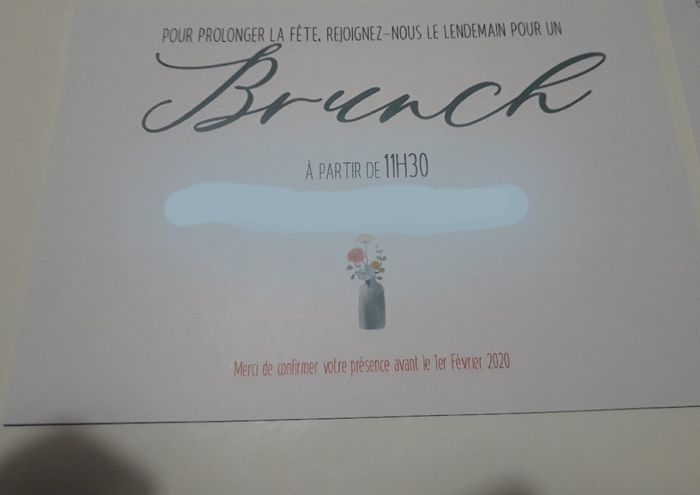 POUR PROLONGER LA FÊTE, REJOIGNEZ-NOUS LE LENDEMAIN POUR UN
Brunch
À PARTIR DE 11H30
Merci de confirmer votre présence avant le 1er Février 2020